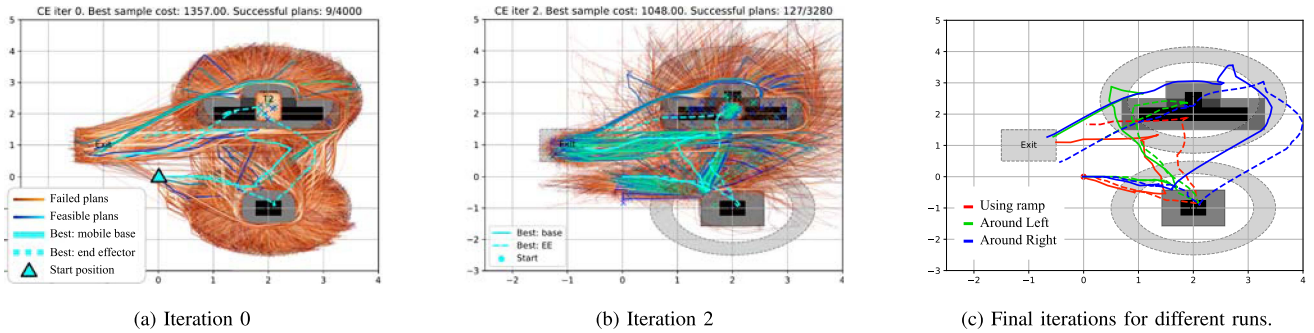 CE iter 0. Best sample cost: 1357.00. Successful plans: 9/4000
5
4
3
2
1
0
−3
T2
Exit
Failed plans
Feasible plans
Best: mobile base
Best: end effector
Start position
0
1
2
3
4
(a) Iteration 0
CE iter 2. Best sample cost: 1048.00. Successful plans: 127/3280
5
4
3
2
1
0
−1
−2
−3
Exit
Best: base
Best: EE
Start
−2
−1
0
1
2
3
4
(b) Iteration 2
5
4
3
2
1
0
−1
−2
−3
Exit
Using ramp
Around Left
Around Right
−2
−1
0
1
2
3
4
(c) Final iterations for different runs.